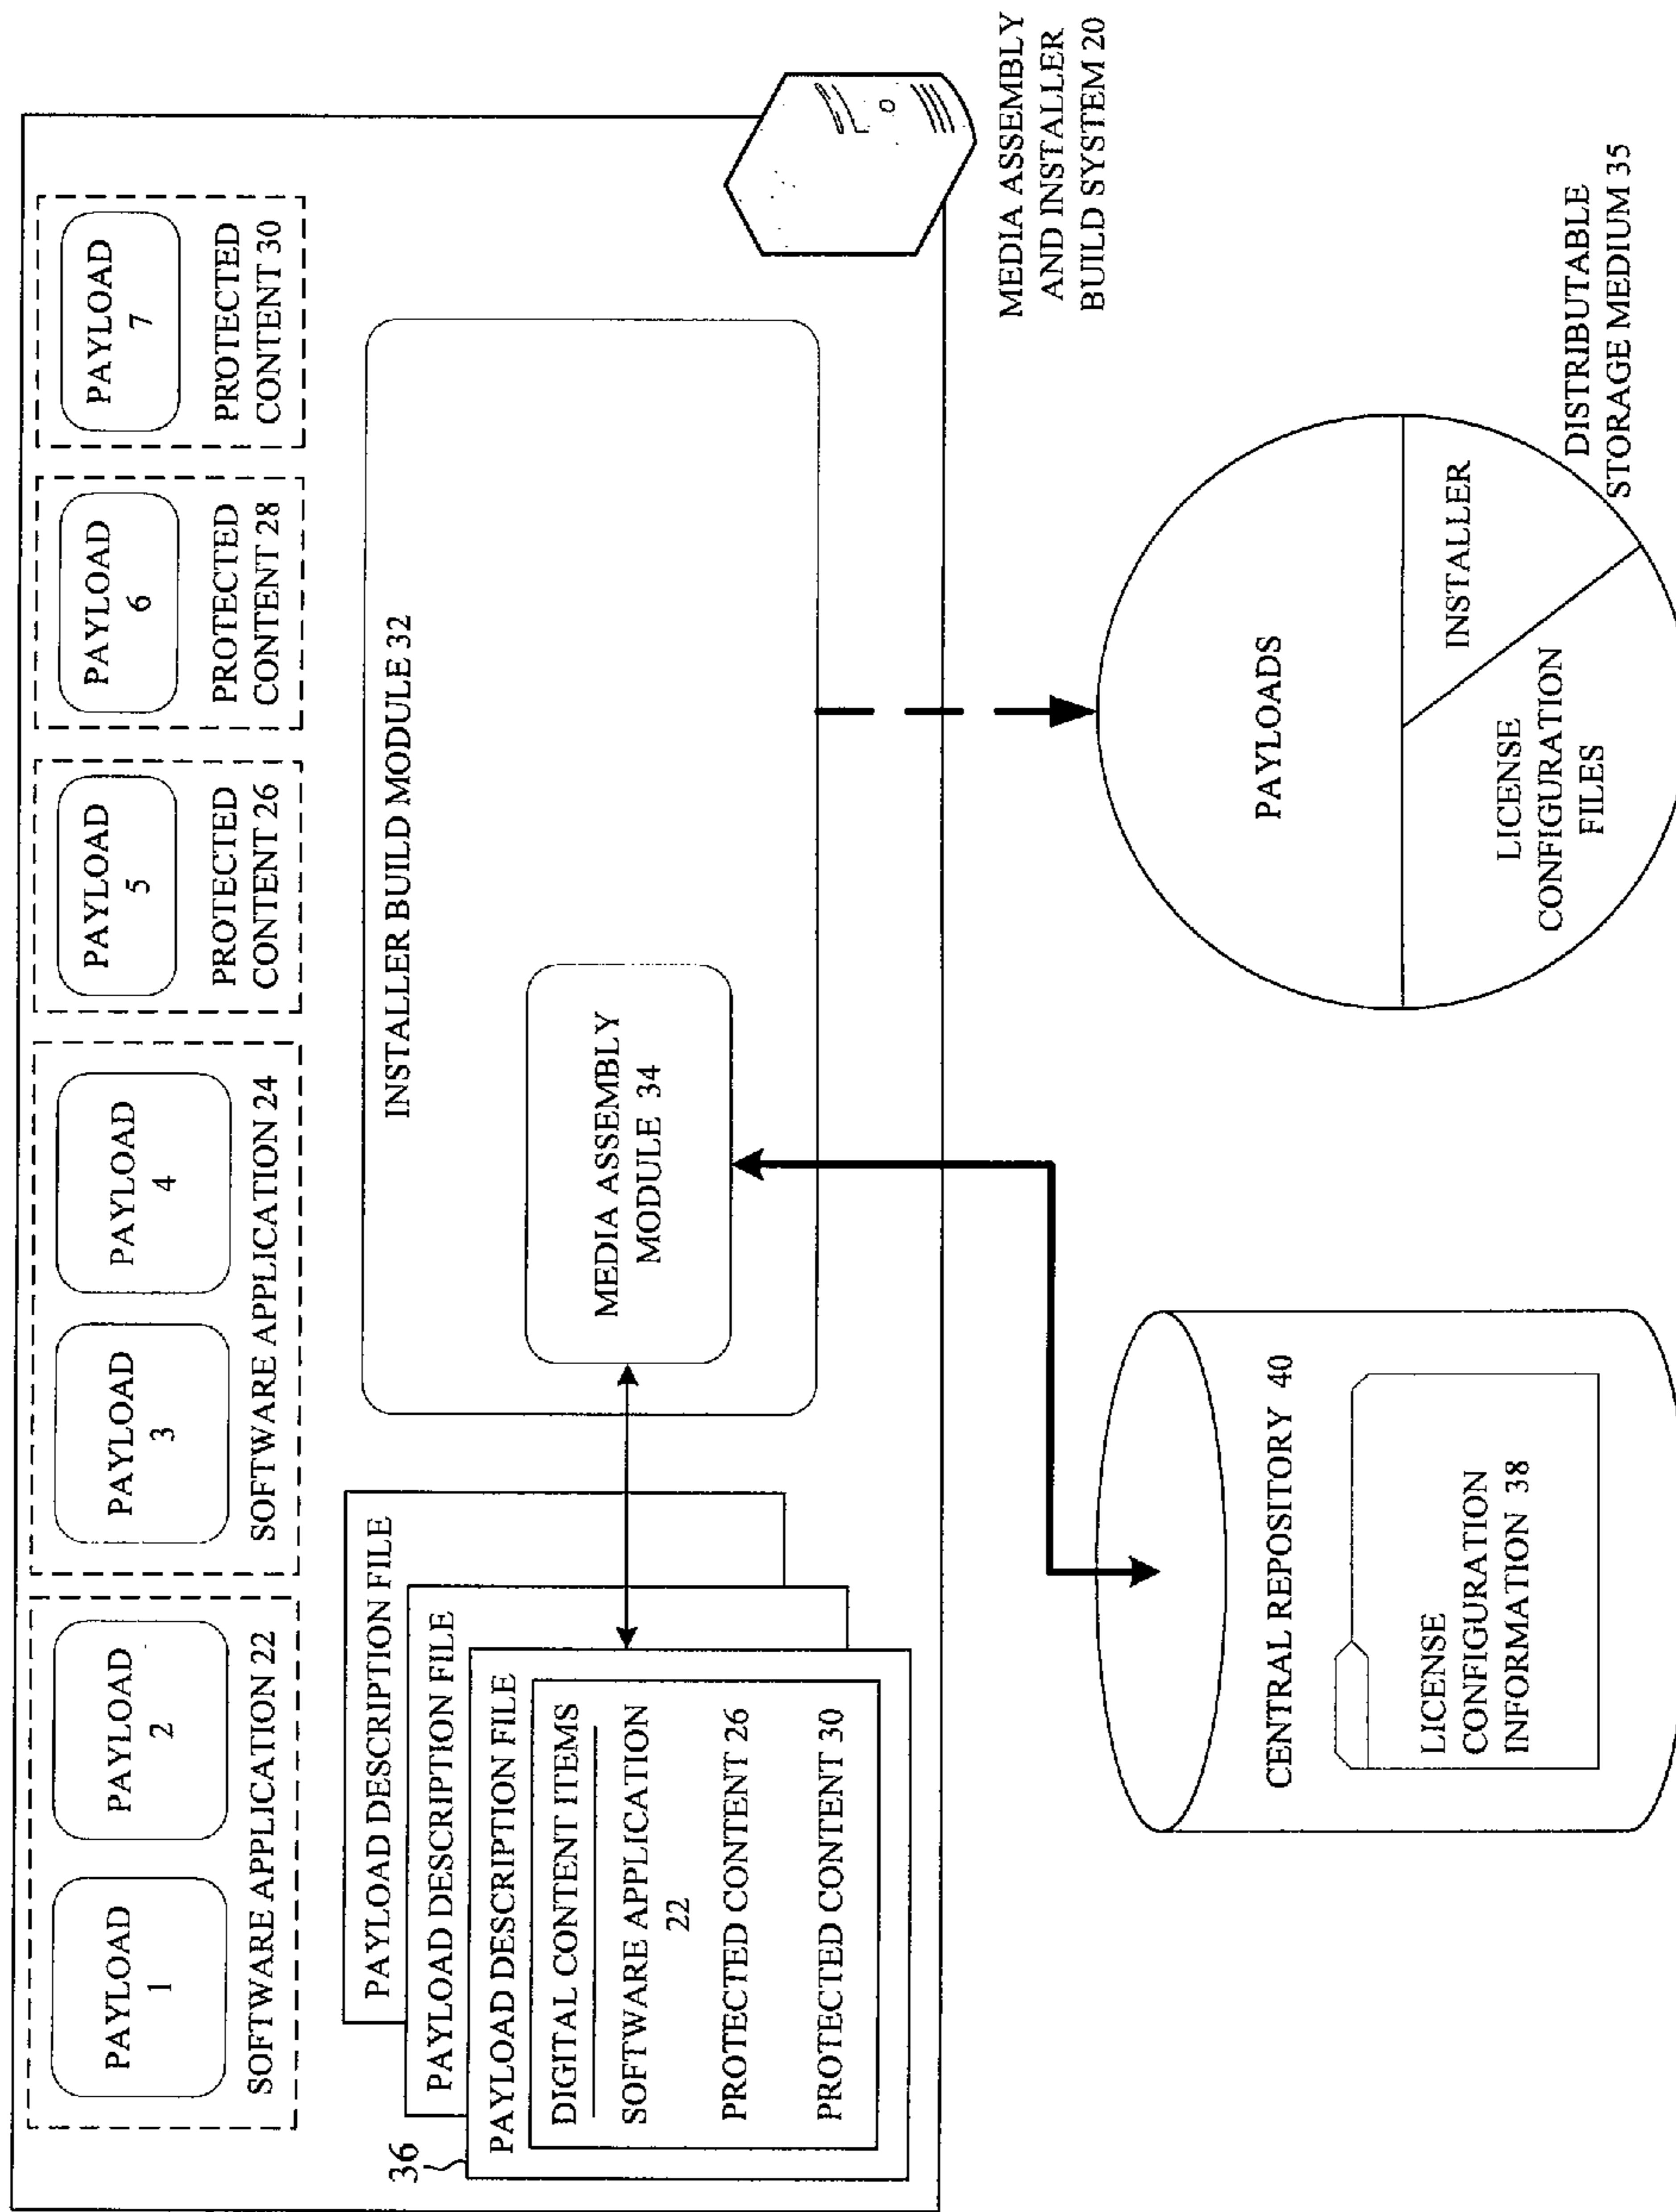 PAYLOAD
1
PAYLOAD
2
SOFTWARE APPLICATION 22
PAYLOAD
3
PAYLOAD
4
SOFTWARE APPLICATION 24
PAYLOAD
5
PROTECTED
CONTENT 26
PAYLOAD
6
PROTECTED
CONTENT 28
PAYLOAD
7
PROTECTED
CONTENT 30
PAYLOAD DESCRIPTION FILE
PAYLOAD DESCRIPTION FILE
36
PAYLOAD DESCRIPTION FILE
DIGITAL CONTENT ITEMS
SOFTWARE APPLICATION
22
PROTECTED CONTENT 26
PROTECTED CONTENT 30
INSTALLER BUILD MODULE 32
MEDIA ASSEMBLY
MODULE 34
MEDIA ASSEMBLY
AND INSTALLER
BUILD SYSTEM 20
CENTRAL REPOSITORY 40
LICENSE
CONFIGURATION
INFORMATION 38
PAYLOADS
INSTALLER
LICENSE
CONFIGURATION
FILES
DISTRIBUTABLE
STORAGE MEDIUM 35